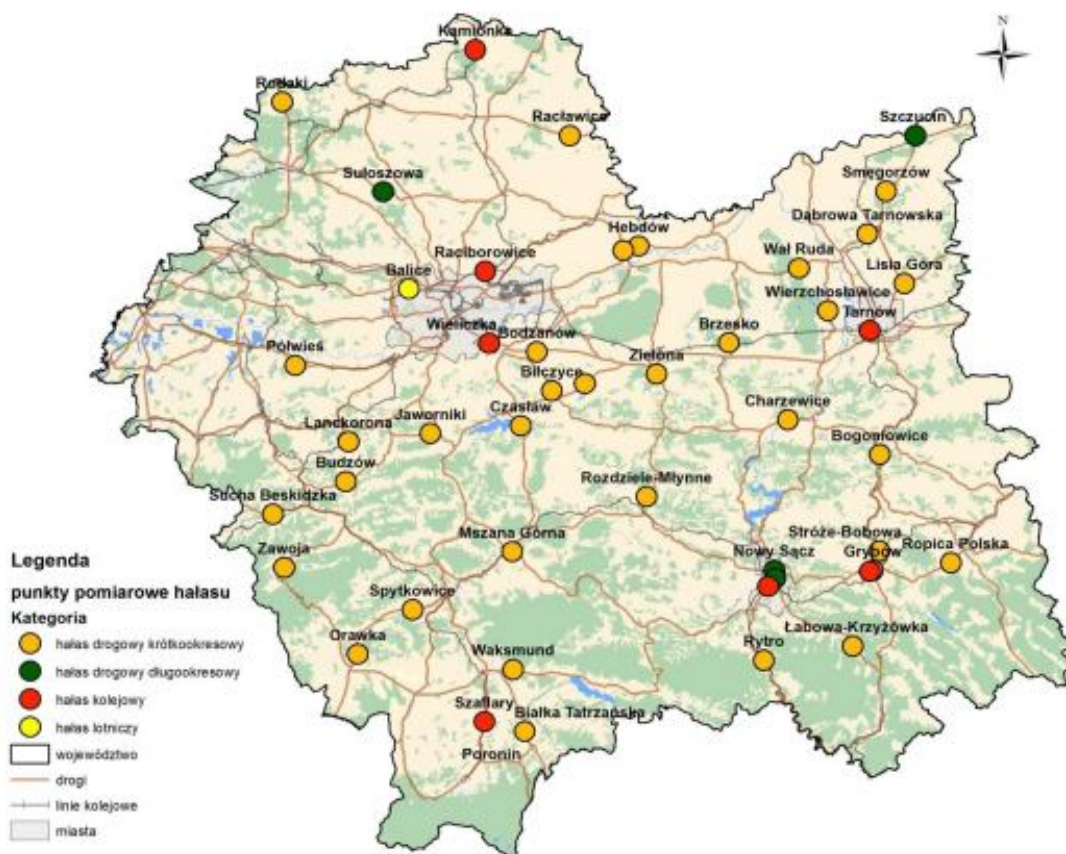 N
Kamionka
Rodaki
Racławice
Szczucin
Sułoszowa
Smęgorzów
Dąbrowa Tarnowska
Hebdów
Raciborowice
Wał Ruda
Balice
Lisia Góra
Wierzchosławice
Tarnów
Wieliczka
Bodzanów
Brzesko
Półwieś
Zielona
Bilczyce
Jaworniki
Czasław
Charzewice
Landkorona
Bogoniowice
Budzów
Rozdziele-Młynne
Sucha Beskidzka
Mszana Górna
Stróże-Bobowa
Zawoja
Nowy Sącz
Grybów
Ropica Polska
Spytkowice
Łabowa-Krzyżówka
Orawka
Waksmund
Rytro
Szaflary
Białka Tatrzańska
Poronin
Legenda
punkty pomiarowe hałasu
Kategoria
hałas drogowy krótkookresowy
hałas drogowy długookresowy
hałas kolejowy
hałas lotniczy
województwo
drogi
linie kolejowe
miasta